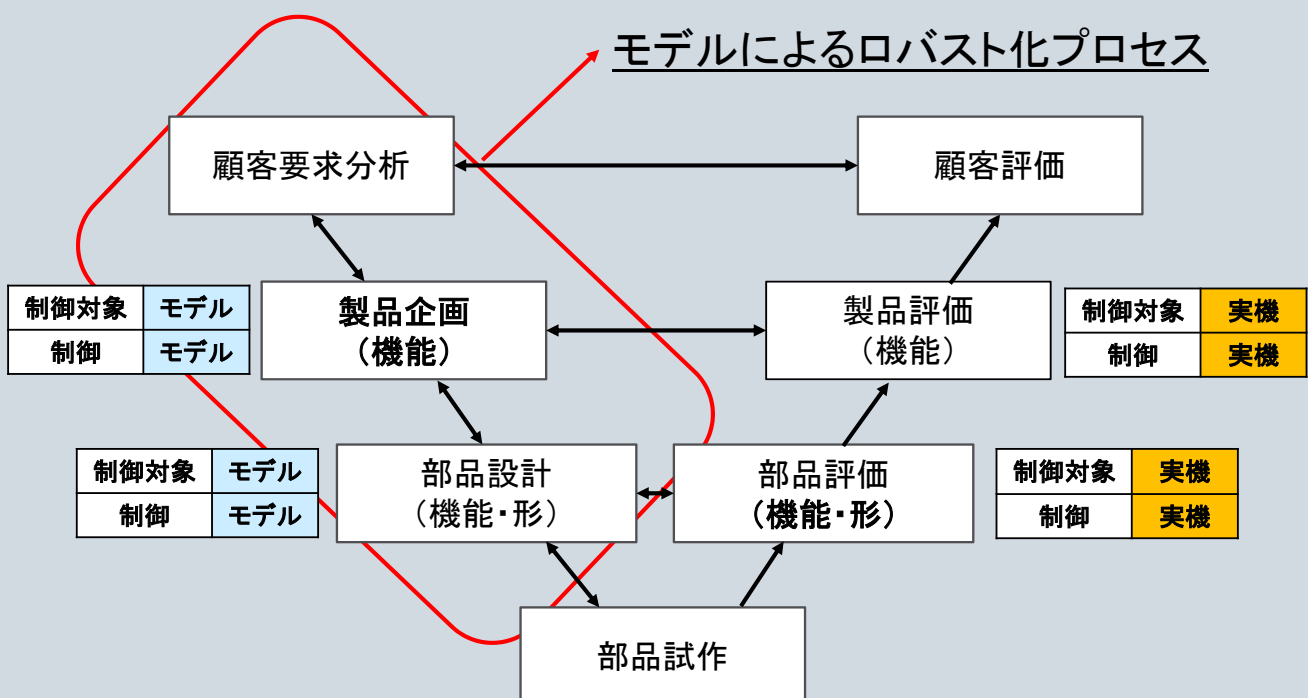 モデルによるロバスト化プロセス
顧客要求分析
顧客評価
制御対象 モデル
制御 モデル
製品企画
(機能)
製品評価
(機能)
制御対象 実機
制御 実機
制御対象 モデル
制御 モデル
部品設計
(機能・形)
部品評価
(機能・形)
制御対象 実機
制御 実機
部品試作